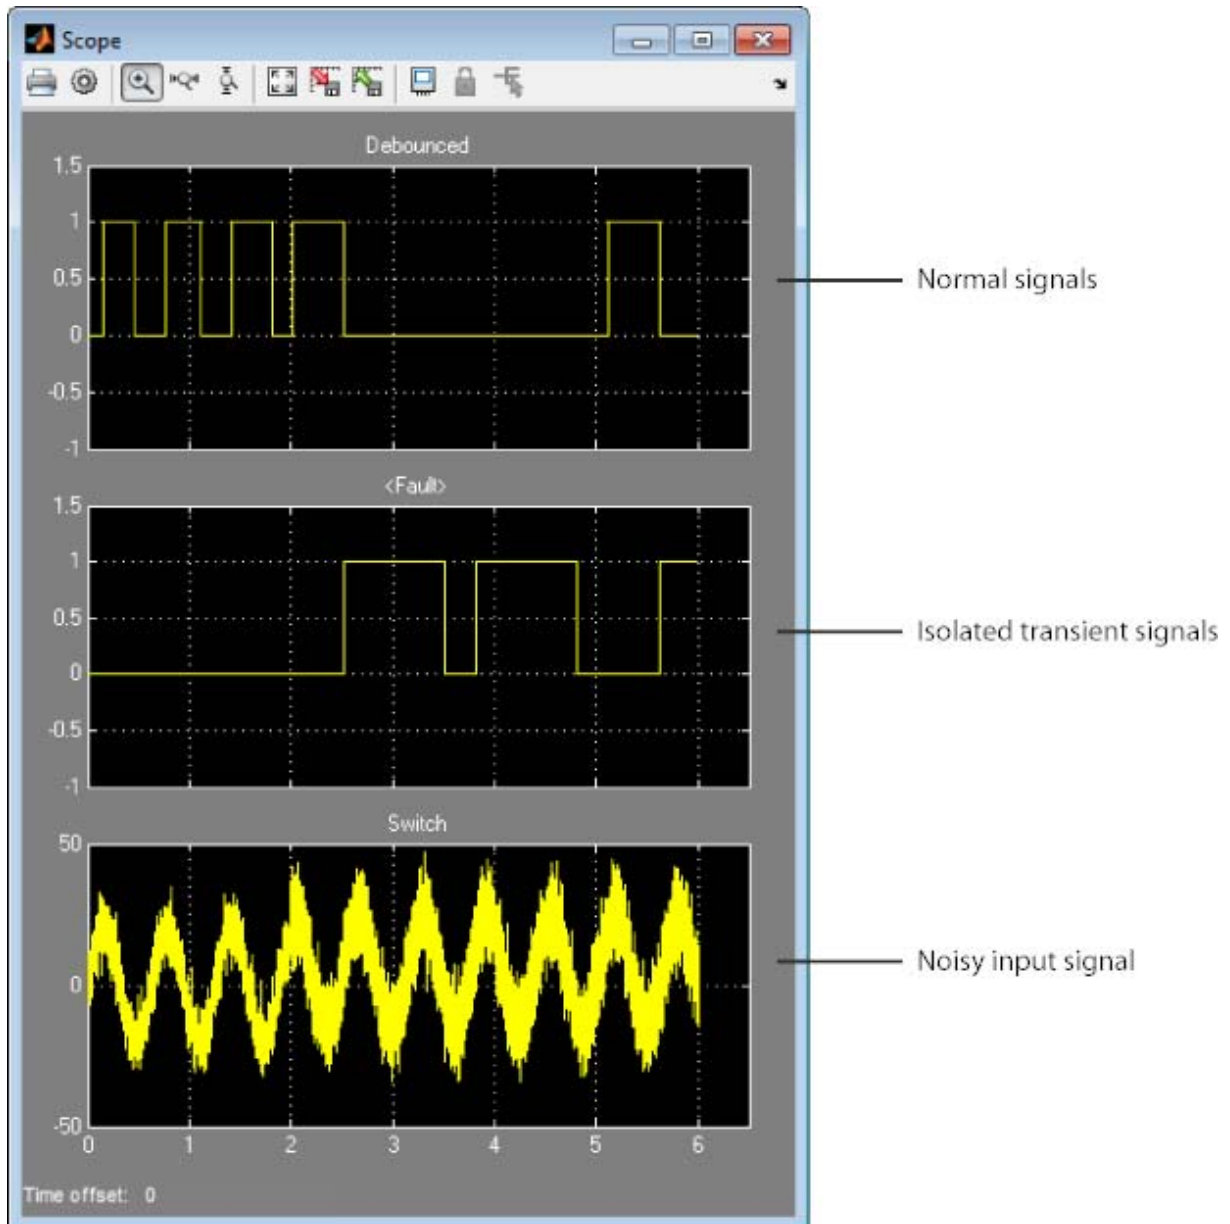 Scope
Debounced
1.5
1
0.5
0
-0.5
-1
Normal signals
<Fault>
1.5
1
0.5
0
-0.5
-1
Isolated transient signals
Switch
50
0
-50
Noisy input signal
0 1 2 3 4 5 6
Time offset: 0